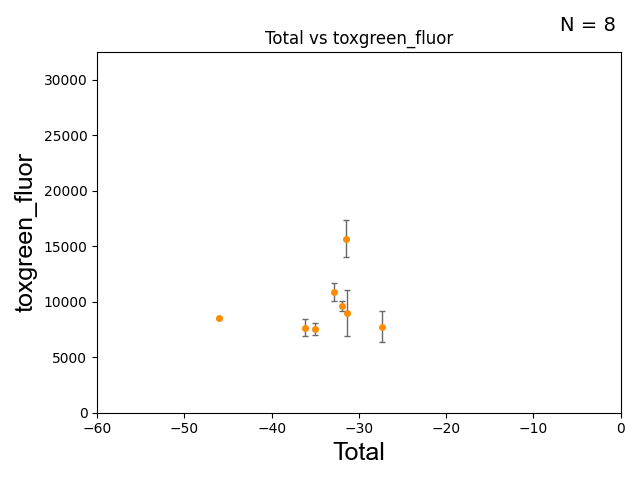 N = 8
Total vs toxgreen_fluor
30000
25000
20000
15000
10000
5000
0
toxgreen_fluor
−60 −50 −40 −30 −20 −10 0
Total